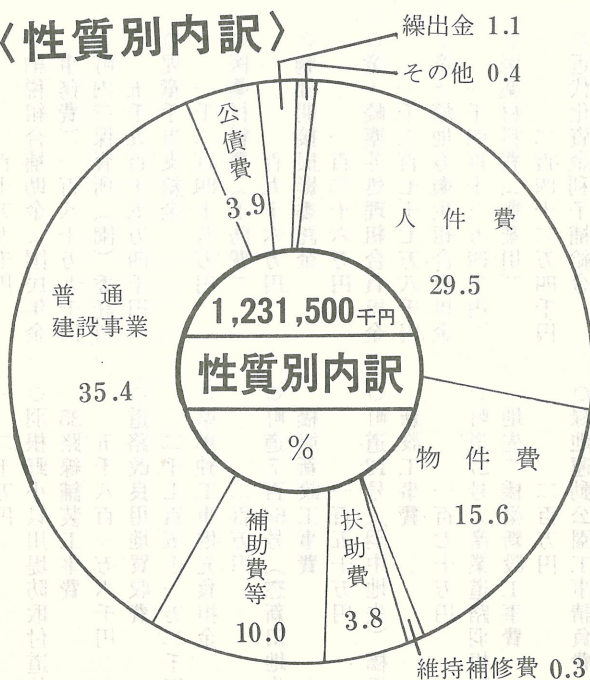 〈性質別内訳〉
繰出金 1.1
その他 0.4
公債費
3.9
人件費
29.5
普通
建設事業
35.4
1,231,500千円
性質別内訳
%
物件費
15.6
補助費等
10.0
扶助費
3.8
維持補修費 0.3